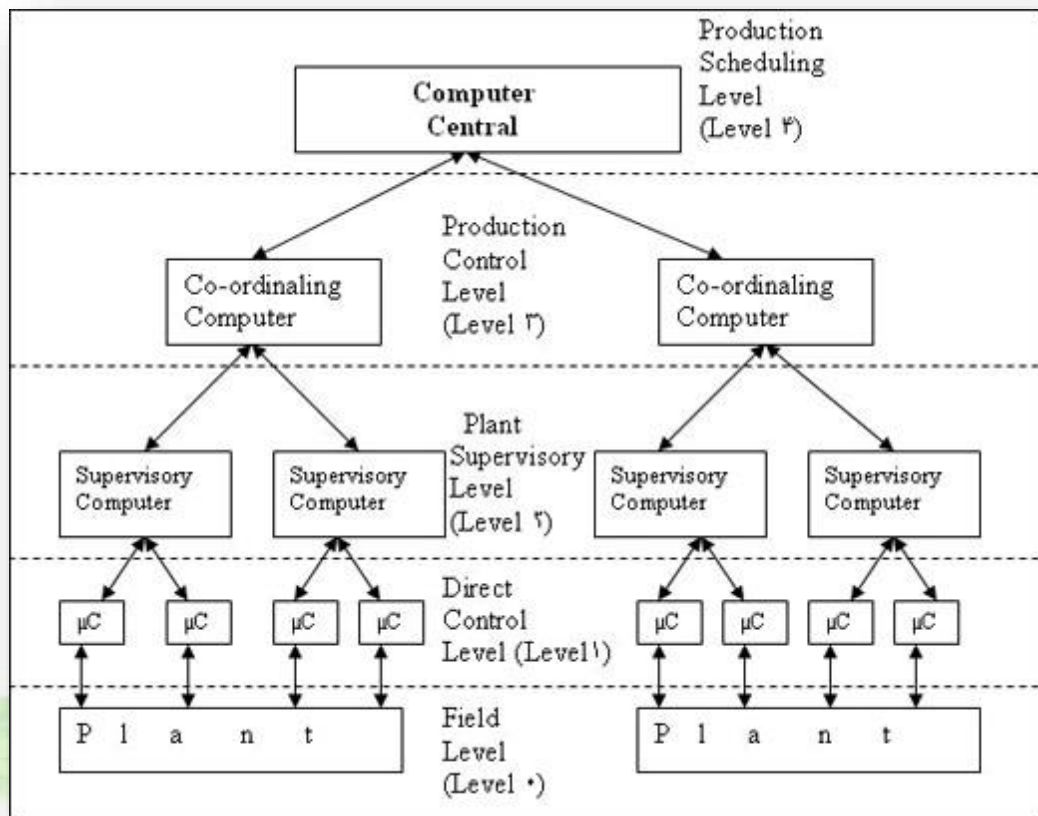 Production
Scheduling
Level
(Level ۴)
Computer
Central
Production
Control
Level
(Level ۳)
Co-ordinaling
Computer
Co-ordinaling
Computer
Plant
Supervisory
Level
(Level ۲)
Supervisory
Computer
Supervisory
Computer
Supervisory
Computer
Supervisory
Computer
Direct
Control
Level (Level۱)
µC
µC
µC
µC
µC
µC
µC
µC
Field
Level
(Level ۰)
P l a n t
P l a n t